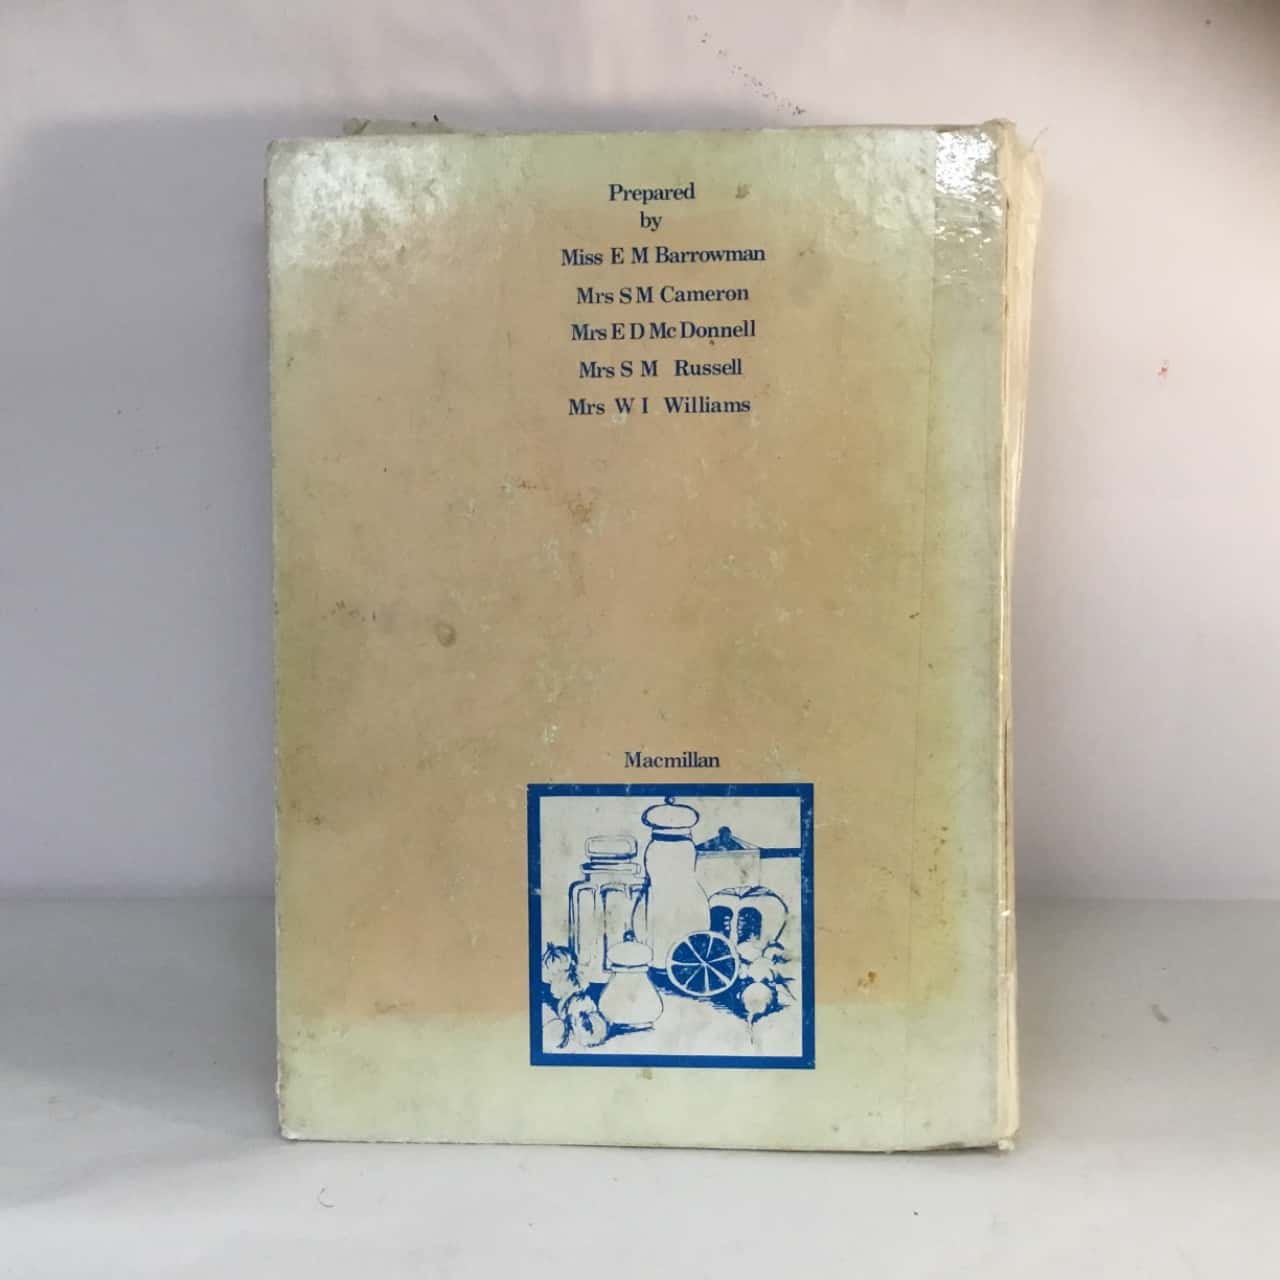 Prepared
by
Miss E M Barrowman
Mrs S M Cameron
Mrs E D Mc Donnell
Mrs S M Russell
Mrs W I Williams
Macmillan